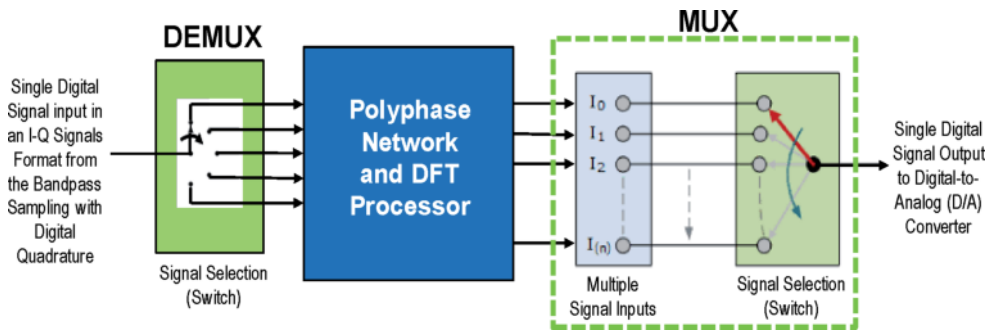 DEMUX
MUX
Single Digital
Signal input in
an I-Q Signals
Format from
the Bandpass
Sampling with
Digital
Quadrature
Signal Selection
(Switch)
Polyphase
Network
and DFT
Processor
I0
I1
I2
I(n)
Multiple
Signal Inputs
Signal Selection
(Switch)
Single Digital
Signal Output
to Digital-to-
Analog (D/A)
Converter